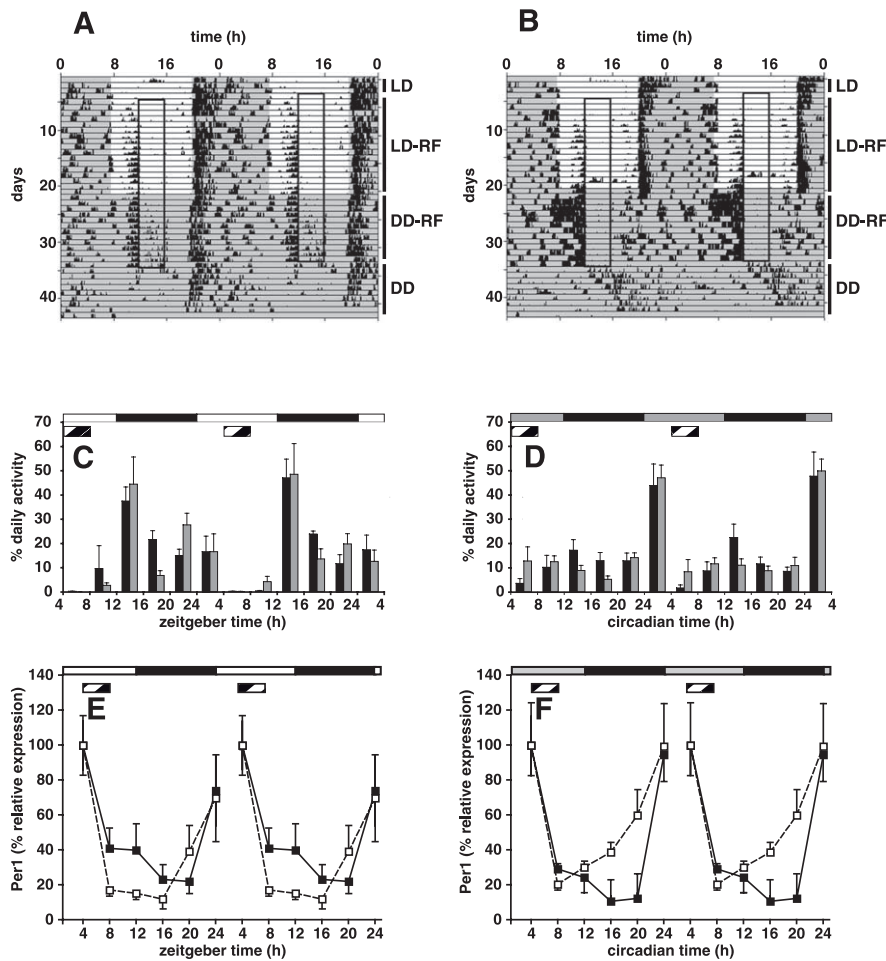 A
time (h)
0 8 16 0 8 16 0
10
20
30
40
days
LD
LD-RF
DD-RF
DD
B
time (h)
0 8 16 0 8 16 0
10
20
30
40
days
LD
LD-RF
DD-RF
DD
C
70
60
50
40
30
20
10
0
% daily activity
4 8 12 16 20 24 4 8 12 16 20 24 4
zeitgeber time (h)
D
70
60
50
40
30
20
10
0
% daily activity
4 8 12 16 20 24 4 8 12 16 20 24 4
circadian time (h)
E
140
120
100
80
60
40
20
0
Per1 (% relative expression)
4 8 12 16 20 24 4 8 12 16 20 24
zeitgeber time (h)
F
140
120
100
80
60
40
20
0
Per1 (% relative expression)
4 8 12 16 20 24 4 8 12 16 20 24
circadian time (h)